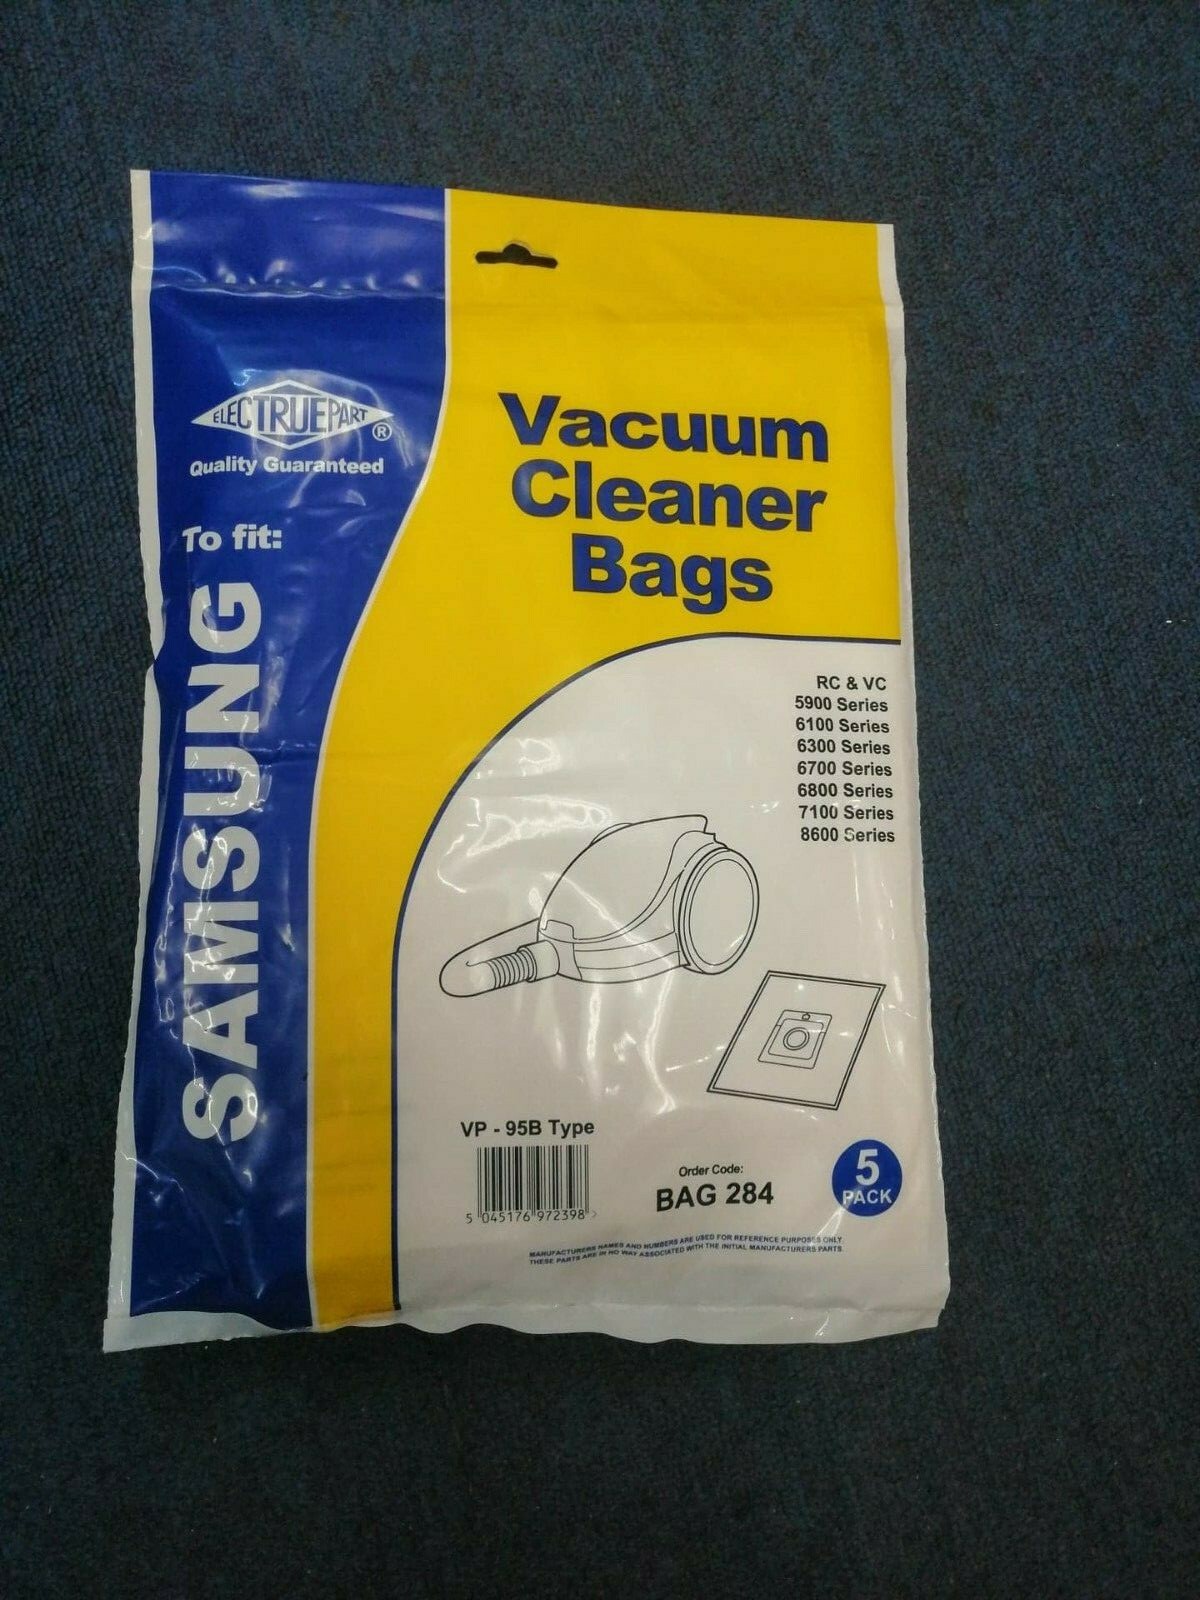 ELECTRUEPART ®
Quality Guaranteed
To fit:
SAMSUNG
Vacuum
Cleaner
Bags
RC & VC
5900 Series
6100 Series
6300 Series
6700 Series
6800 Series
7100 Series
8600 Series
VP - 95B Type
5 045176 972398 >
Order Code:
BAG 284
5
PACK
MANUFACTURERS NAMES AND NUMBERS ARE USED FOR REFERENCE PURPOSES ONLY.
THESE PARTS ARE IN NO WAY ASSOCIATED WITH THE INITIAL MANUFACTURERS PARTS.